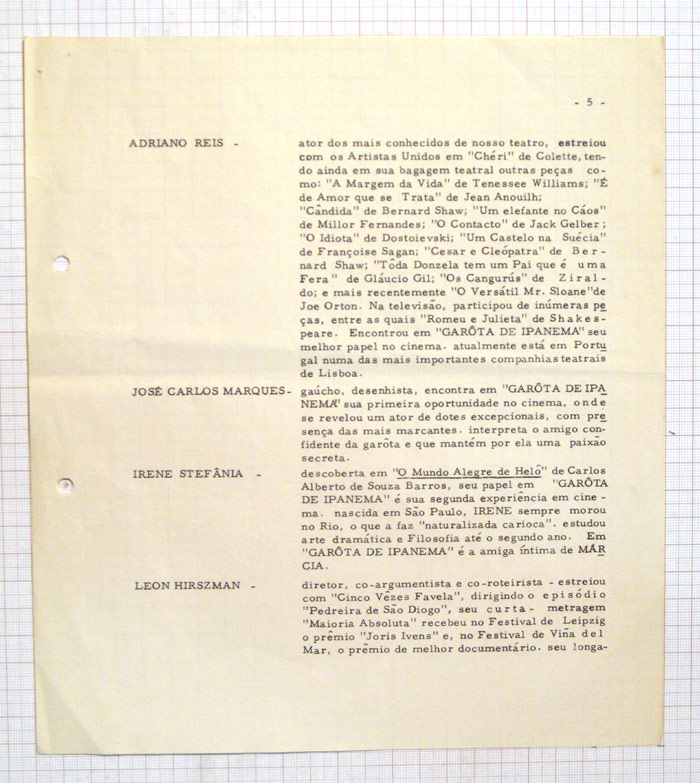 - 5 -
ADRIANO REIS - ator dos mais conhecidos de nosso teatro, estreiou
com os Artistas Unidos em "Chéri" de Colette, ten-
do ainda em sua bagagem teatral outras peças co-
mo: "A Margem da Vida" de Tenessee Williams; "É
de Amor que se Trata" de Jean Anouilh;
"Cândida" de Bernard Shaw; "Um elefante no Cáos"
de Millor Fernandes; "O Contacto" de Jack Gelber;
"O Idiota" de Dostoievski; "Um Castelo na Suécia"
de Françoise Sagan; "Cesar e Cleópatra" de Ber-
nard Shaw; "Tôda Donzela tem um Pai que é uma
Fera" de Gláucio Gil; "Os Cangurús" de Ziral-
do; e mais recentemente "O Versátil Mr. Sloane" de
Joe Orton. Na televisão, participou de inúmeras pe
ças, entre as quais "Romeu e Julieta" de Shakes-
peare. Encontrou em "GARÔTA DE IPANEMA" seu
melhor papel no cinema. atualmente está em Portu
gal numa das mais importantes companhias teatrais
de Lisboa.
JOSÉ CARLOS MARQUES - gaúcho, desenhista, encontra em "GARÔTA DE IPA
NEMA" sua primeira oportunidade no cinema, onde
se revelou um ator de dotes excepcionais, com pre
sença das mais marcantes. interpreta o amigo con-
fidente da garôta e que mantém por ela uma paixão
secreta.
IRENE STEFÂNIA - descoberta em "O Mundo Alegre de Helô" de Carlos
Alberto de Souza Barros, seu papel em "GARÔTA
DE IPANEMA" é sua segunda experiência em cine-
ma. nascida em São Paulo, IRENE sempre morou
no Rio, o que a faz "naturalizada carioca". estudou
arte dramática e Filosofia até o segundo ano. Em
"GARÔTA DE IPANEMA" é a amiga íntima de MÁR
CIA.
LEON HIRSZMAN - diretor, co-argumentista e co-roteirista - estreiou
com "Cinco Vêzes Favela", dirigindo o episódio
"Pedreira de São Diogo", seu curta-metragem
"Maioria Absoluta" recebeu no Festival de Leipzig
o prêmio "Joris Ivens" e, no Festival de Viña del
Mar, o prêmio de melhor documentário. seu longa-